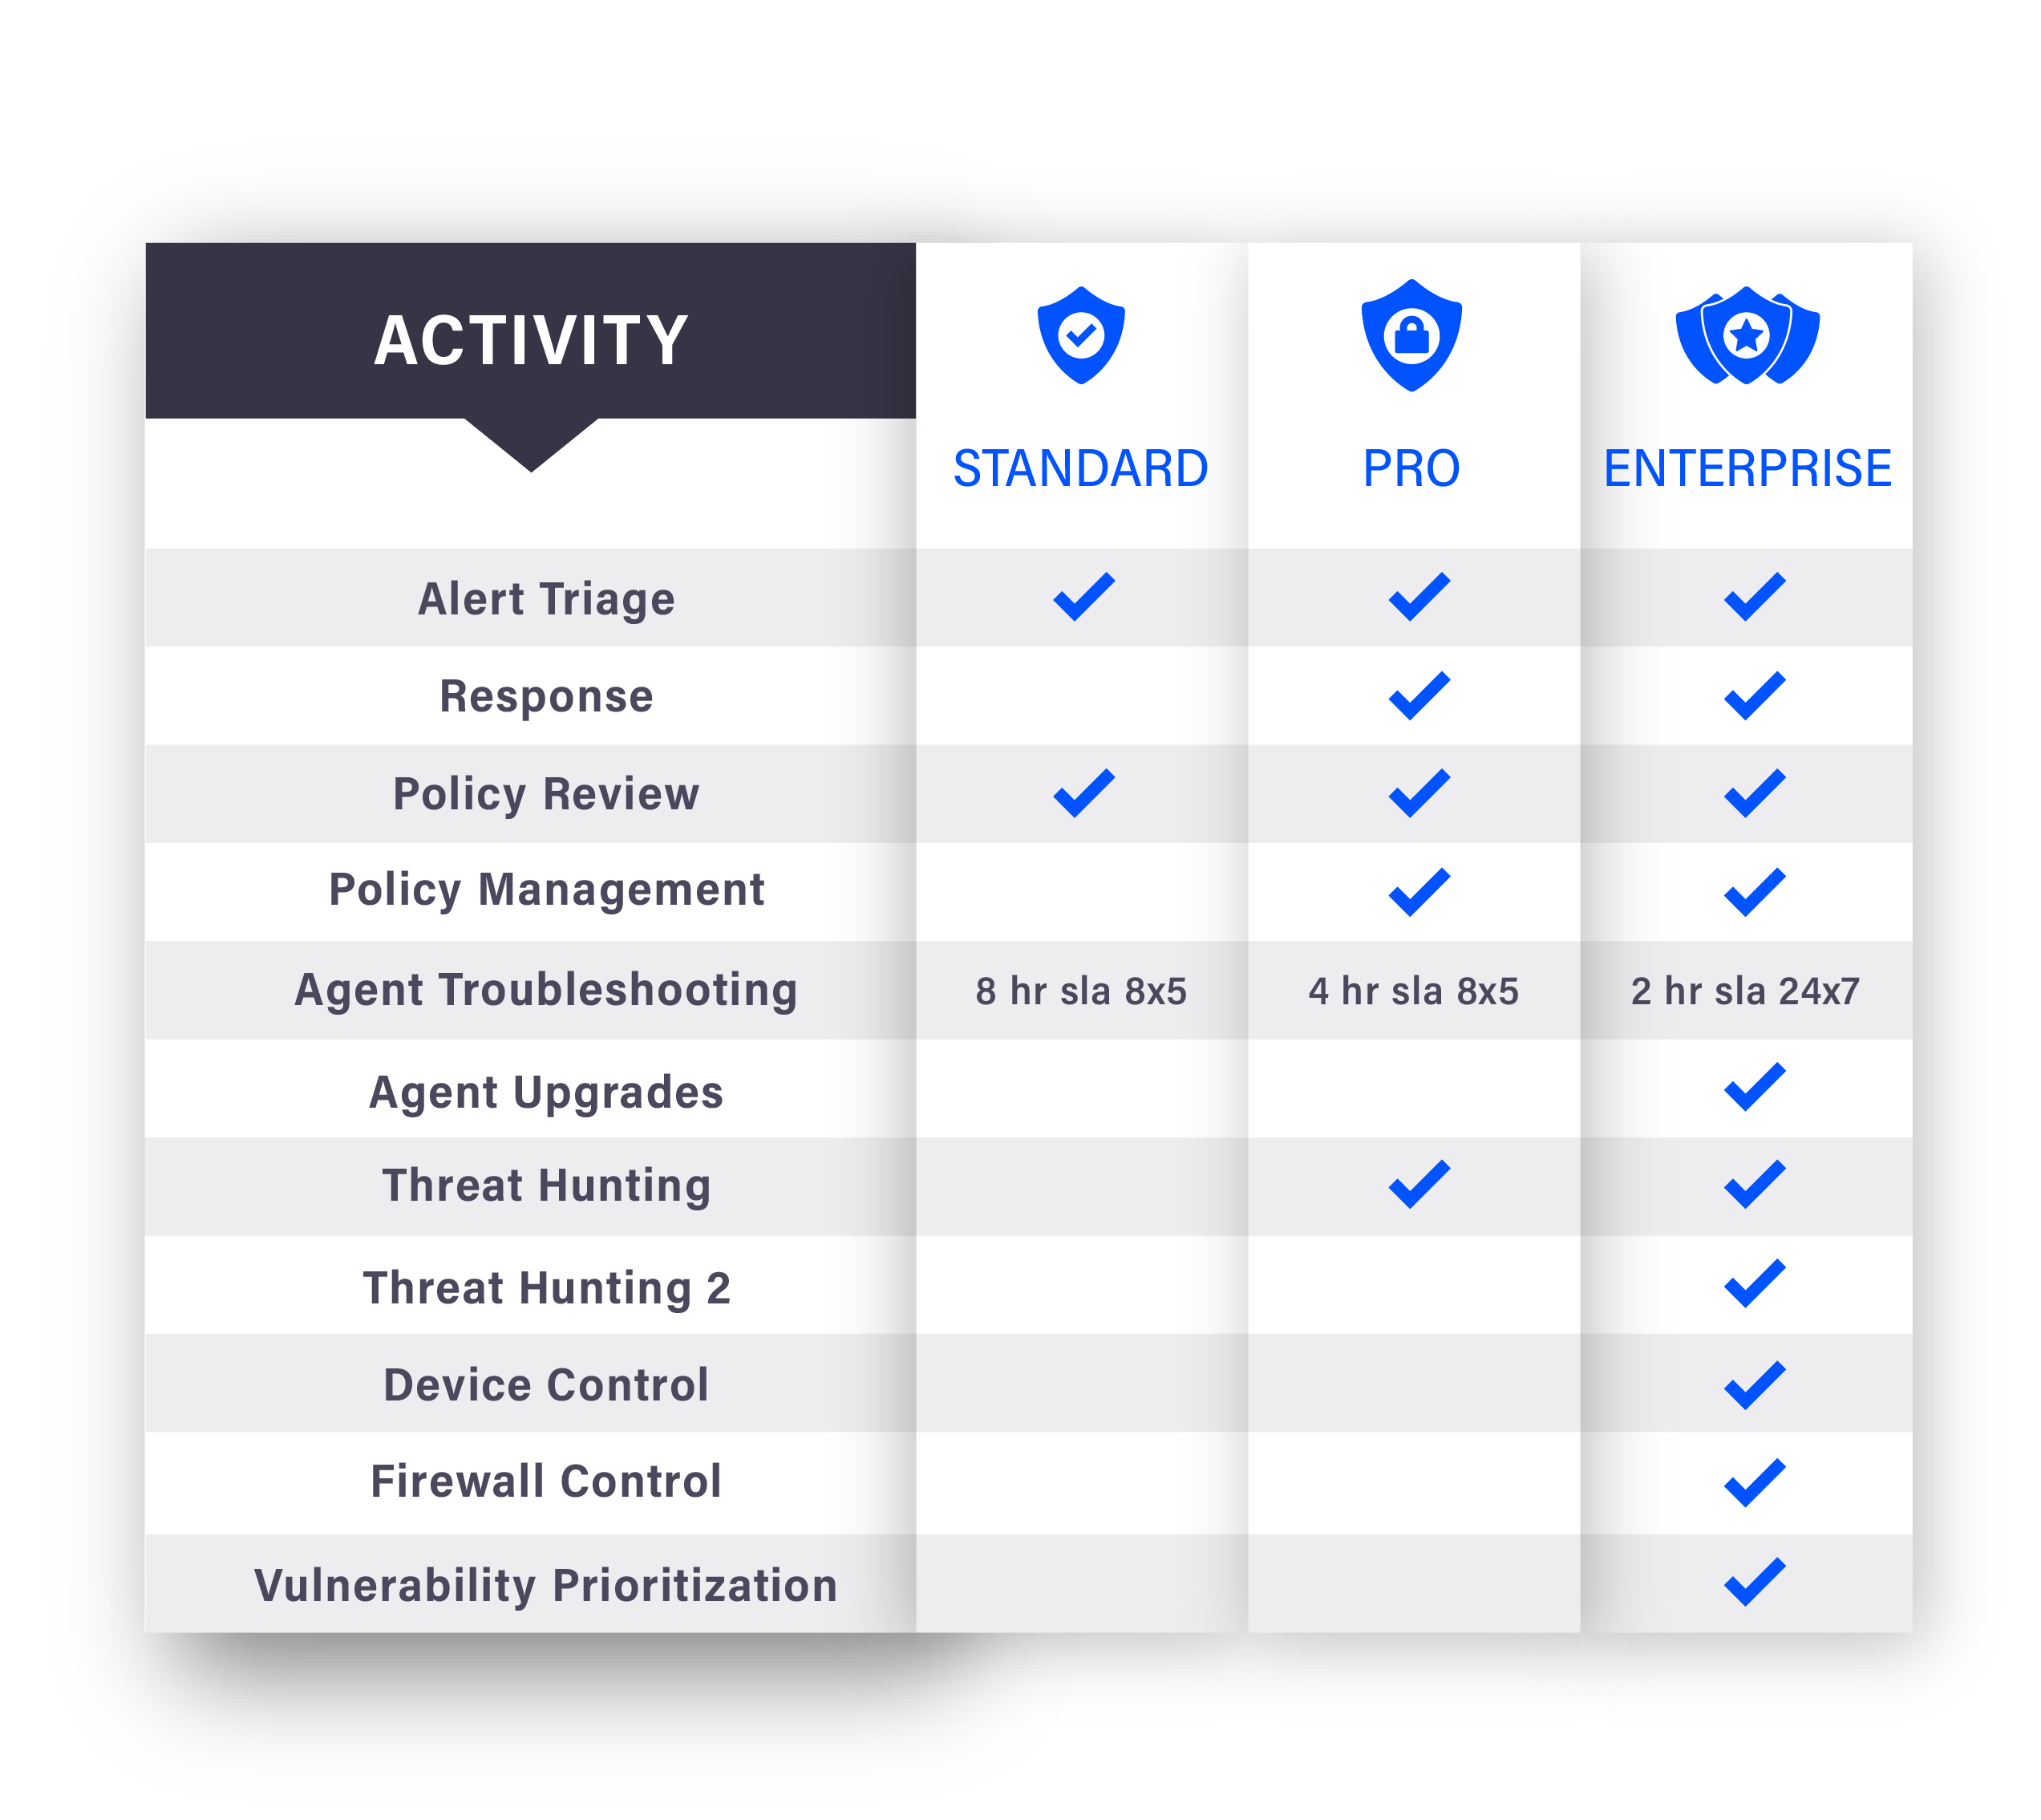 ACTIVITY
STANDARD
PRO
ENTERPRISE
Alert Triage
Response
Policy Review
Policy Management
Agent Troubleshooting 8 hr sla 8x5 4 hr sla 8x5 2 hr sla 24x7
Agent Upgrades
Threat Hunting
Threat Hunting 2
Device Control
Firewall Control
Vulnerability Prioritization